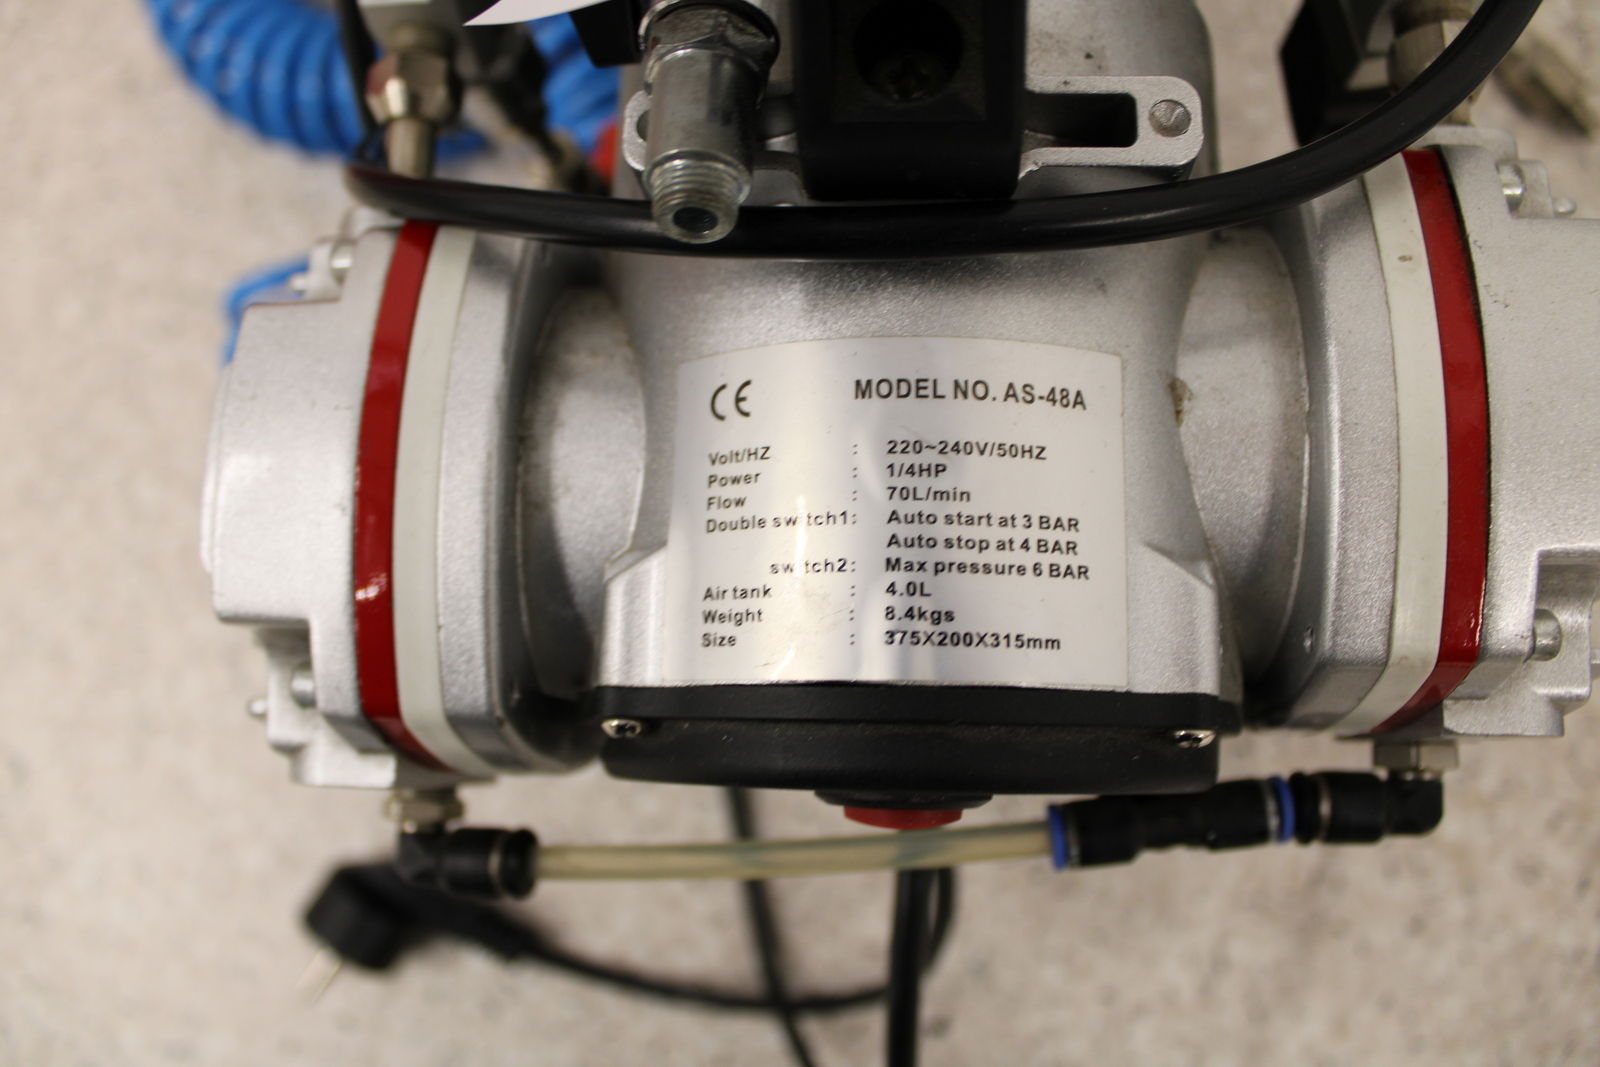 CE MODEL NO. AS-48A
Volt/HZ : 220~240V/50HZ
Power : 1/4HP
Flow : 70L/min
Double switch1: Auto start at 3 BAR
Auto stop at 4 BAR
switch2: Max pressure 6 BAR
Air tank : 4.0L
Weight : 8.4kgs
Size : 375X200X315mm